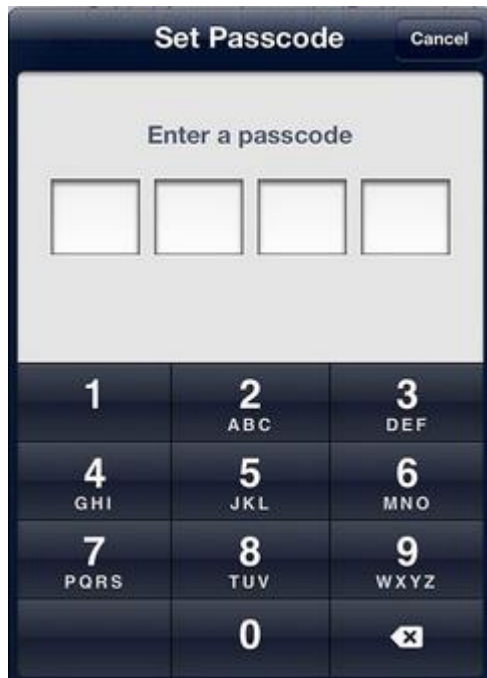 Set Passcode Cancel
Enter a passcode
1 2 3
ABC DEF
4 5 6
GHI JKL MNO
7 8 9
PQRS TUV WXYZ
0